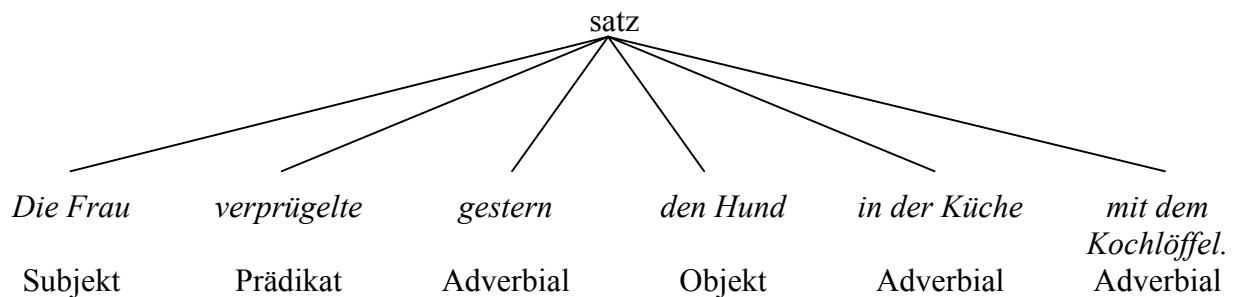 satz
Die Frau verprügelte gestern den Hund in der Küche mit dem
Kochlöffel.
Subjekt Prädikat Adverbial Objekt Adverbial Adverbial